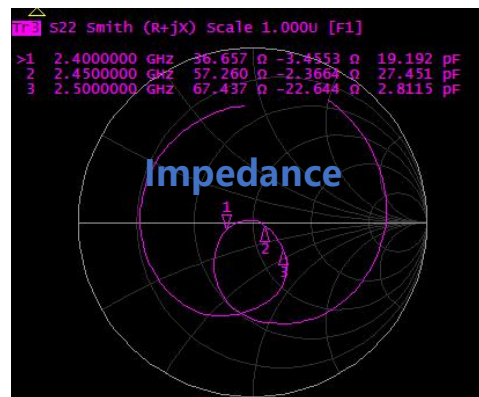 Tr3 S22 Smith (R+jX) Scale 1.000U [F1]
>1 2.4000000 GHz 36.657 Ω -3.4553 Ω 19.192 pF
2 2.4500000 GHz 57.260 Ω -2.3664 Ω 27.451 pF
3 2.5000000 GHz 67.437 Ω -22.644 Ω 2.8115 pF
Impedance
1
2
3